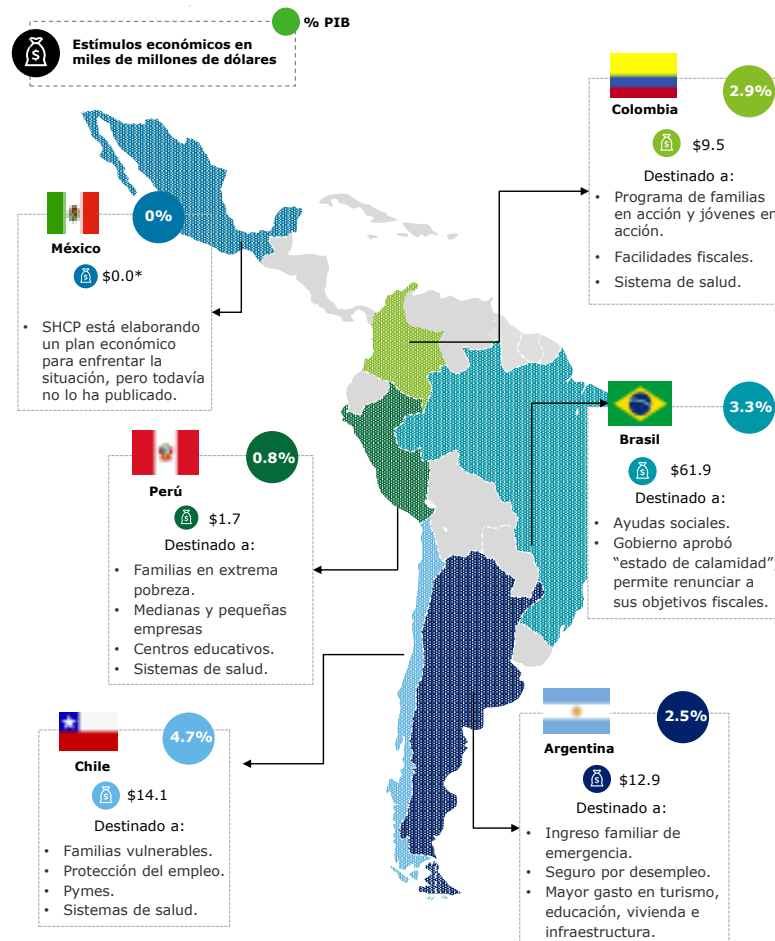 % PIB
Estímulos económicos en
miles de millones de dólares
2.9%
Colombia
$9.5
Destinado a:
• Programa de familias
en acción y jóvenes en
acción.
• Facilidades fiscales.
• Sistema de salud.
0%
México
$0.0*
• SHCP está elaborando
un plan económico
para enfrentar la
situación, pero todavía
no lo ha publicado.
3.3%
Brasil
$61.9
Destinado a:
• Ayudas sociales.
• Gobierno aprobó
“estado de calamidad”,
permite renunciar a
sus objetivos fiscales.
0.8%
Perú
$1.7
Destinado a:
• Familias en extrema
pobreza.
• Medianas y pequeñas
empresas
• Centros educativos.
• Sistemas de salud.
4.7%
Chile
$14.1
Destinado a:
• Familias vulnerables.
• Protección del empleo.
• Pymes.
• Sistemas de salud.
2.5%
Argentina
$12.9
Destinado a:
• Ingreso familiar de
emergencia.
• Seguro por desempleo.
• Mayor gasto en turismo,
educación, vivienda e
infraestructura.